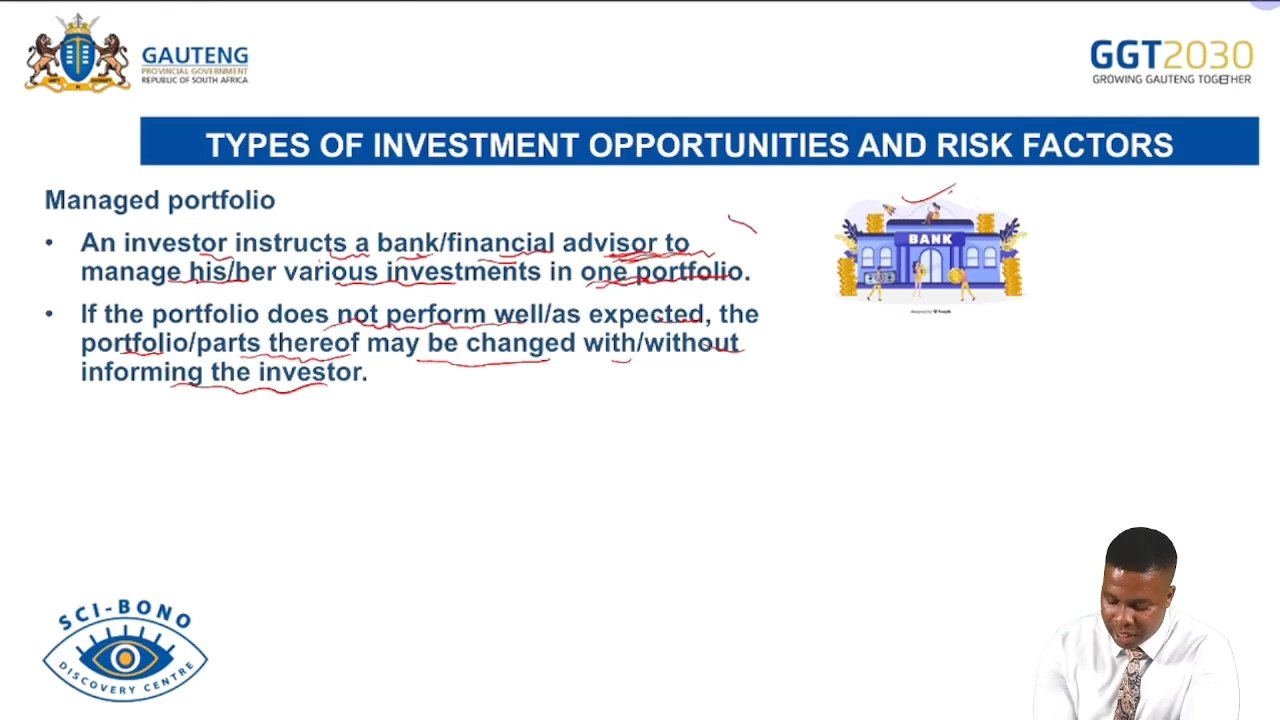 GAUTENG
PROVINCIAL GOVERNMENT
REPUBLIC OF SOUTH AFRICA
GGT2030
GROWING GAUTENG TOGETHER
TYPES OF INVESTMENT OPPORTUNITIES AND RISK FACTORS
Managed portfolio
• An investor instructs a bank/financial advisor to
manage his/her various investments in one portfolio.
• If the portfolio does not perform well/as expected, the
portfolio/parts thereof may be changed with/without
informing the investor.
BANK
SCI-BONO
DISCOVERY CENTRE